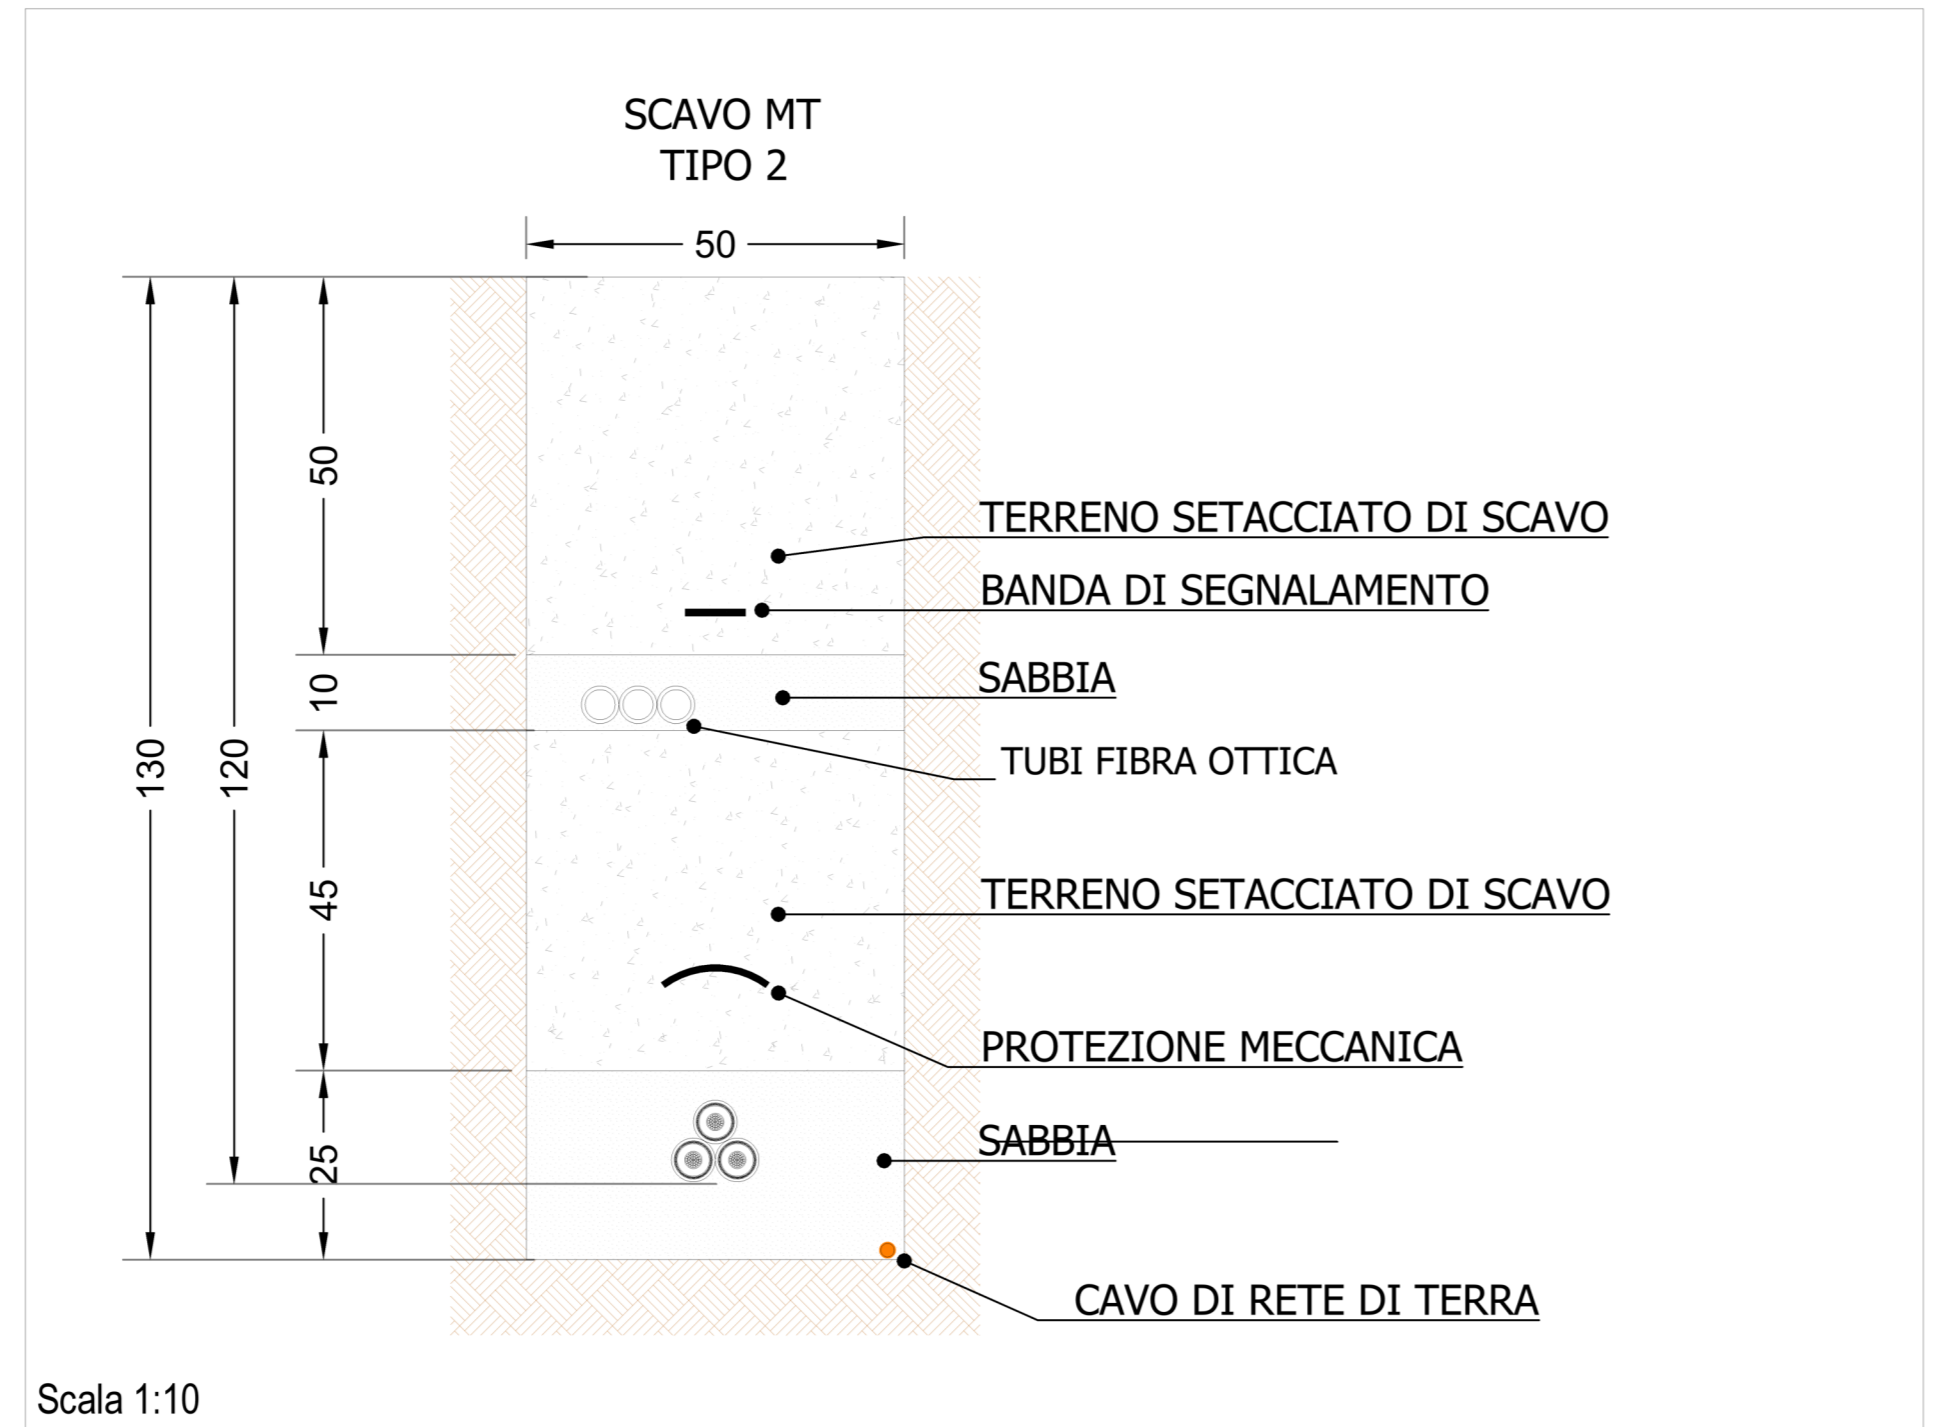 SCAVO MT
TIPO 2
50
50
TERRENO SETACCIATO DI SCAVO
BANDA DI SEGNALAMENTO
SABBIA
10
TUBI FIBRA OTTICA
130
120
45
TERRENO SETACCIATO DI SCAVO
PROTEZIONE MECCANICA
SABBIA
25
CAVO DI RETE DI TERRA
Scala 1:10